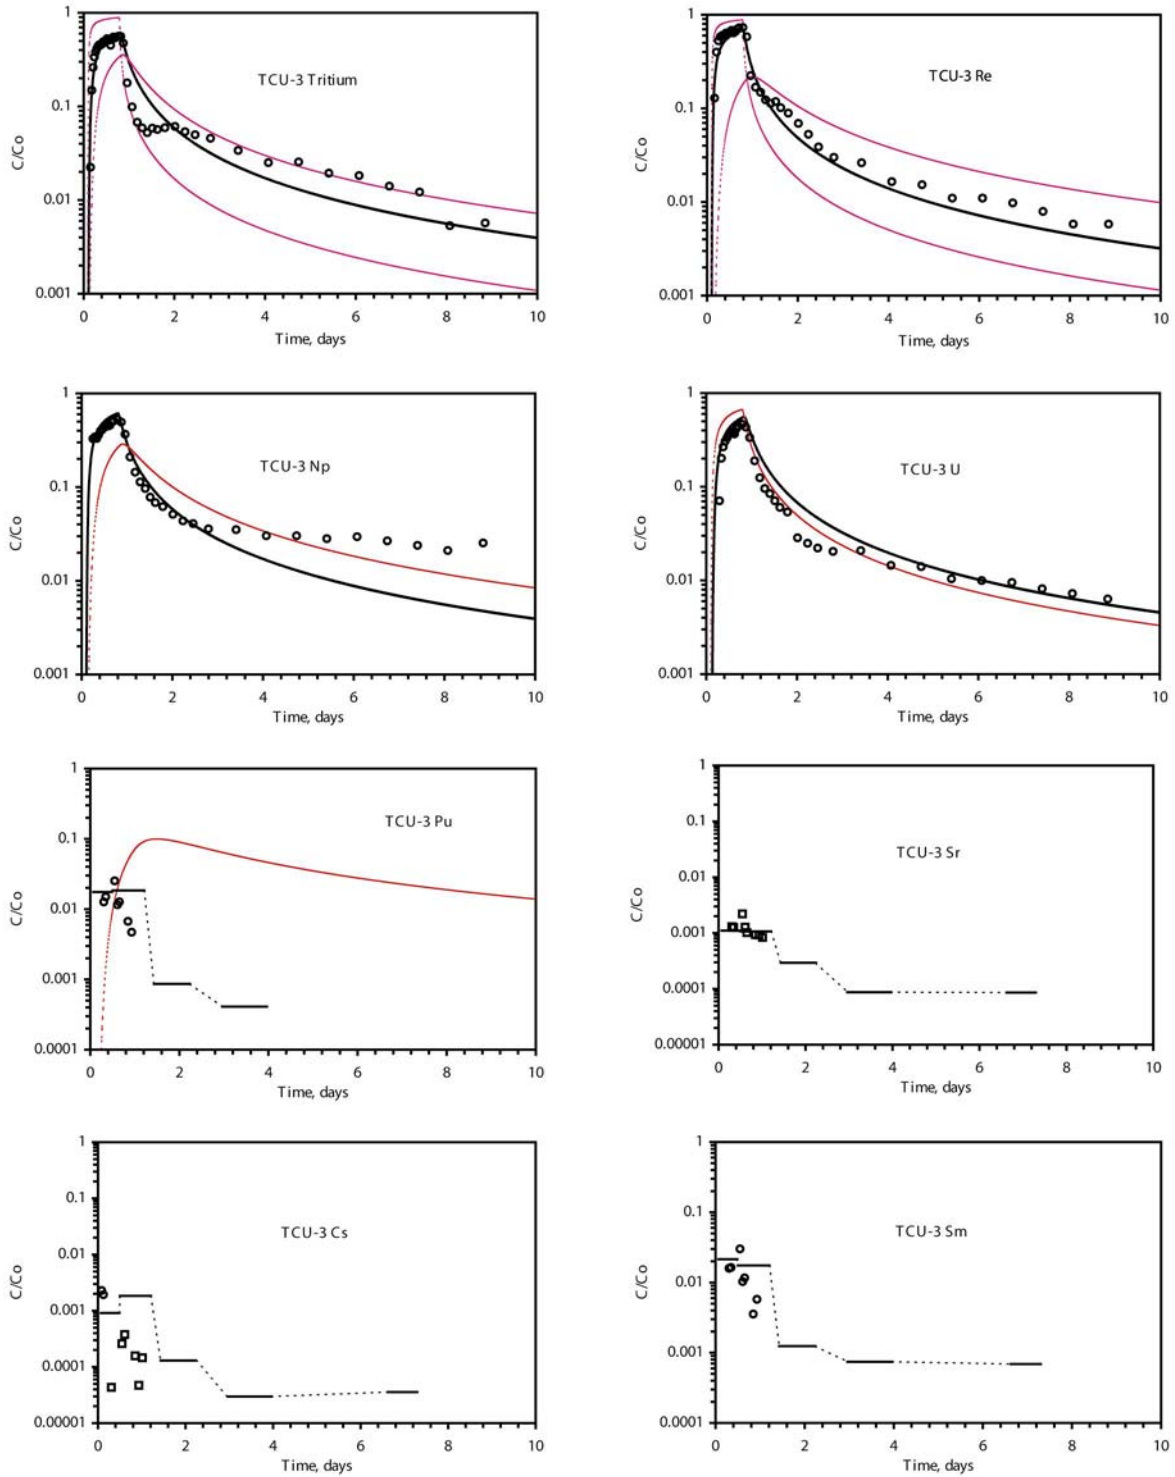 TCU-3 Tritium
C/Co
1
0.1
0.01
0.001
0 2 4 6 8 10
Time, days
TCU-3 Re
C/Co
1
0.1
0.01
0.001
0 2 4 6 8 10
Time, days
TCU-3 Np
C/Co
1
0.1
0.01
0.001
0 2 4 6 8 10
Time, days
TCU-3 U
C/Co
1
0.1
0.01
0.001
0 2 4 6 8 10
Time, days
TCU-3 Pu
C/Co
1
0.1
0.01
0.001
0.0001
0 2 4 6 8 10
Time, days
TCU-3 Sr
C/Co
1
0.1
0.01
0.001
0.0001
0.00001
0 2 4 6 8 10
Time, days
TCU-3 Cs
C/Co
1
0.1
0.01
0.001
0.0001
0.00001
0 2 4 6 8 10
Time, days
TCU-3 Sm
C/Co
1
0.1
0.01
0.001
0.0001
0 2 4 6 8 10
Time, days